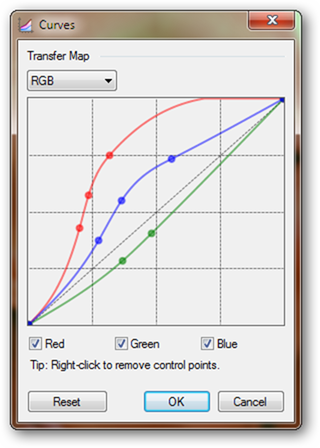 Curves
Transfer Map
RGB
Red Green Blue
Tip: Right-click to remove control points.
Reset OK Cancel